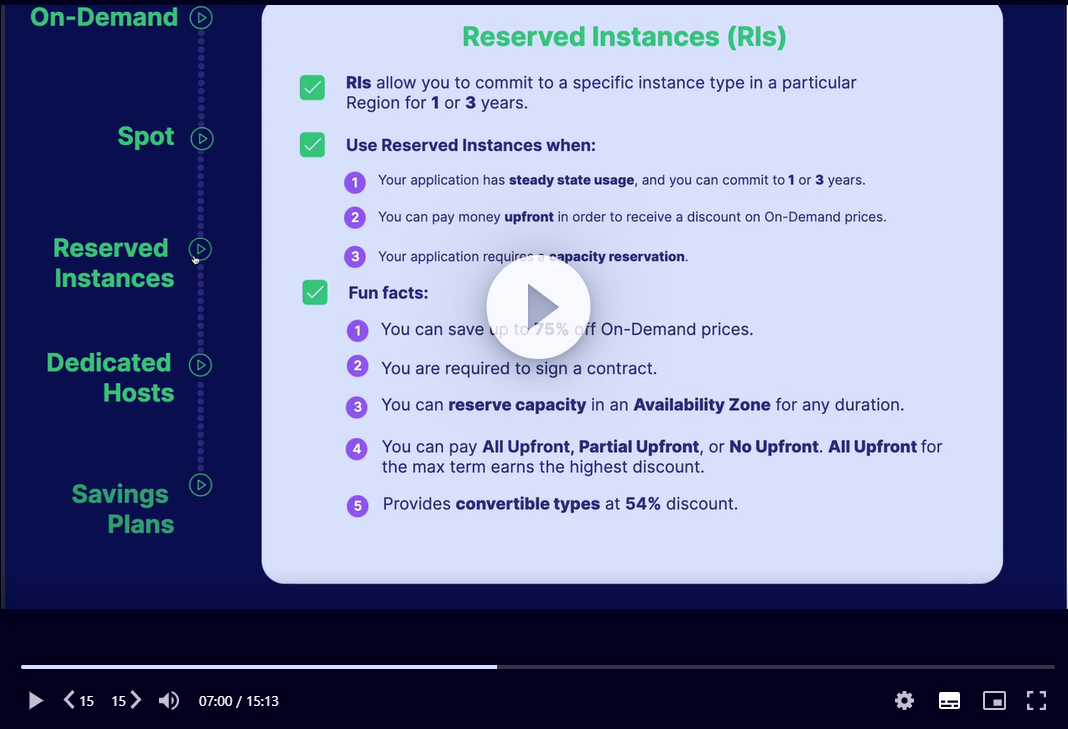 On-Demand
Spot
Reserved
Instances
Dedicated
Hosts
Savings
Plans
Reserved Instances (RIs)
RIs allow you to commit to a specific instance type in a particular
Region for 1 or 3 years.
Use Reserved Instances when:
1 Your application has steady state usage, and you can commit to 1 or 3 years.
2 You can pay money upfront in order to receive a discount on On-Demand prices.
3 Your application requires a capacity reservation.
Fun facts:
1 You can save up to 75% off On-Demand prices.
2 You are required to sign a contract.
3 You can reserve capacity in an Availability Zone for any duration.
4 You can pay All Upfront, Partial Upfront, or No Upfront. All Upfront for
the max term earns the highest discount.
5 Provides convertible types at 54% discount.
15 15 07:00 / 15:13